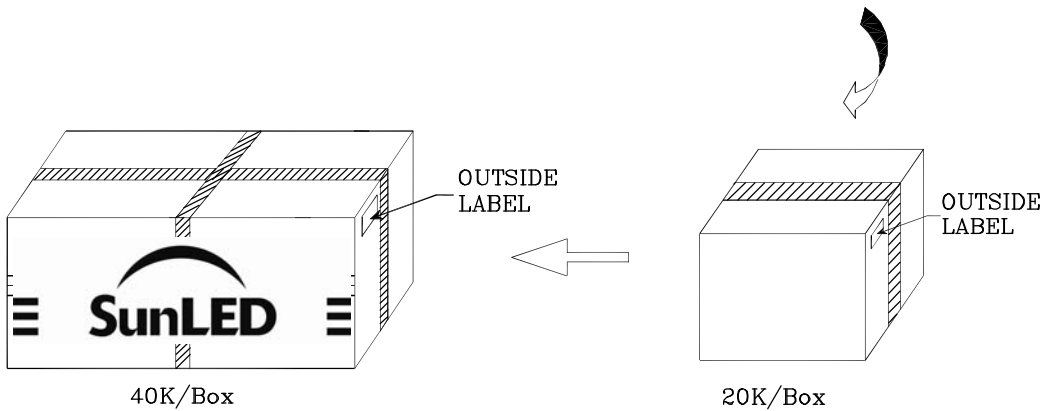 OUTSIDE
LABEL
OUTSIDE
LABEL
SunLED
40K/Box
20K/Box